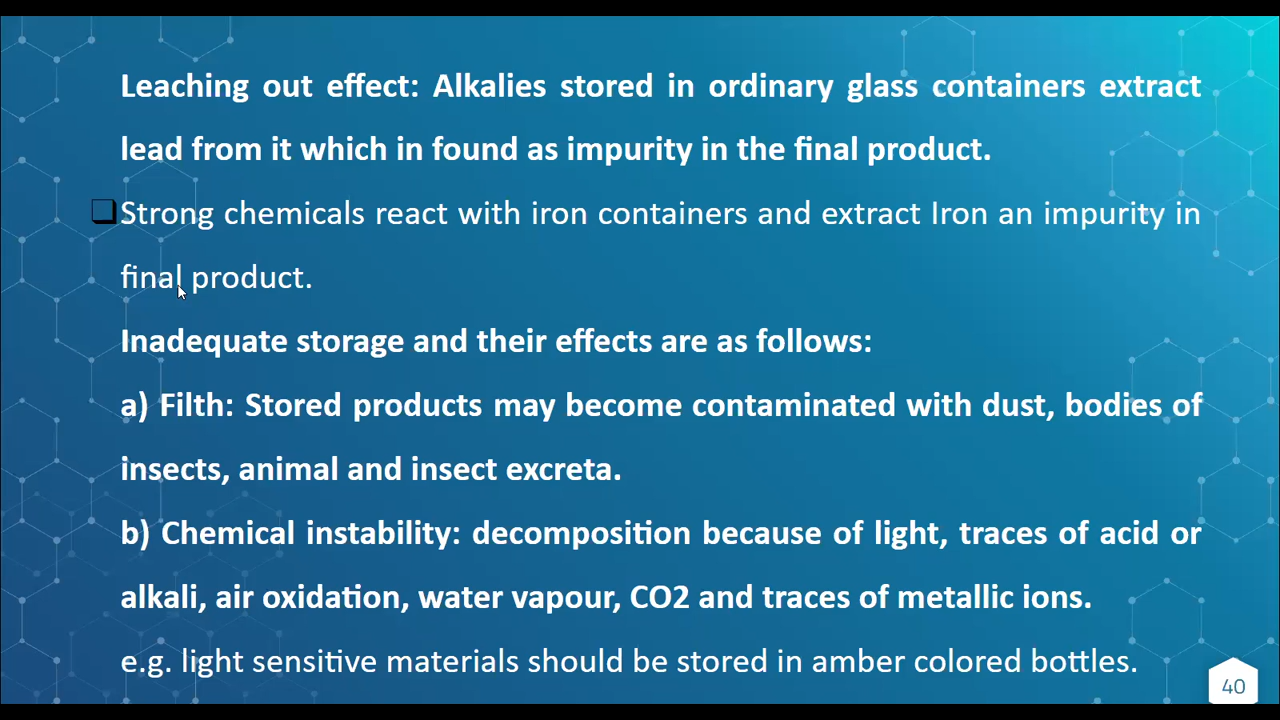 Leaching out effect: Alkalies stored in ordinary glass containers extract
lead from it which in found as impurity in the final product.
Strong chemicals react with iron containers and extract Iron an impurity in
final product.
Inadequate storage and their effects are as follows:
a) Filth: Stored products may become contaminated with dust, bodies of
insects, animal and insect excreta.
b) Chemical instability: decomposition because of light, traces of acid or
alkali, air oxidation, water vapour, CO2 and traces of metallic ions.
e.g. light sensitive materials should be stored in amber colored bottles.
40